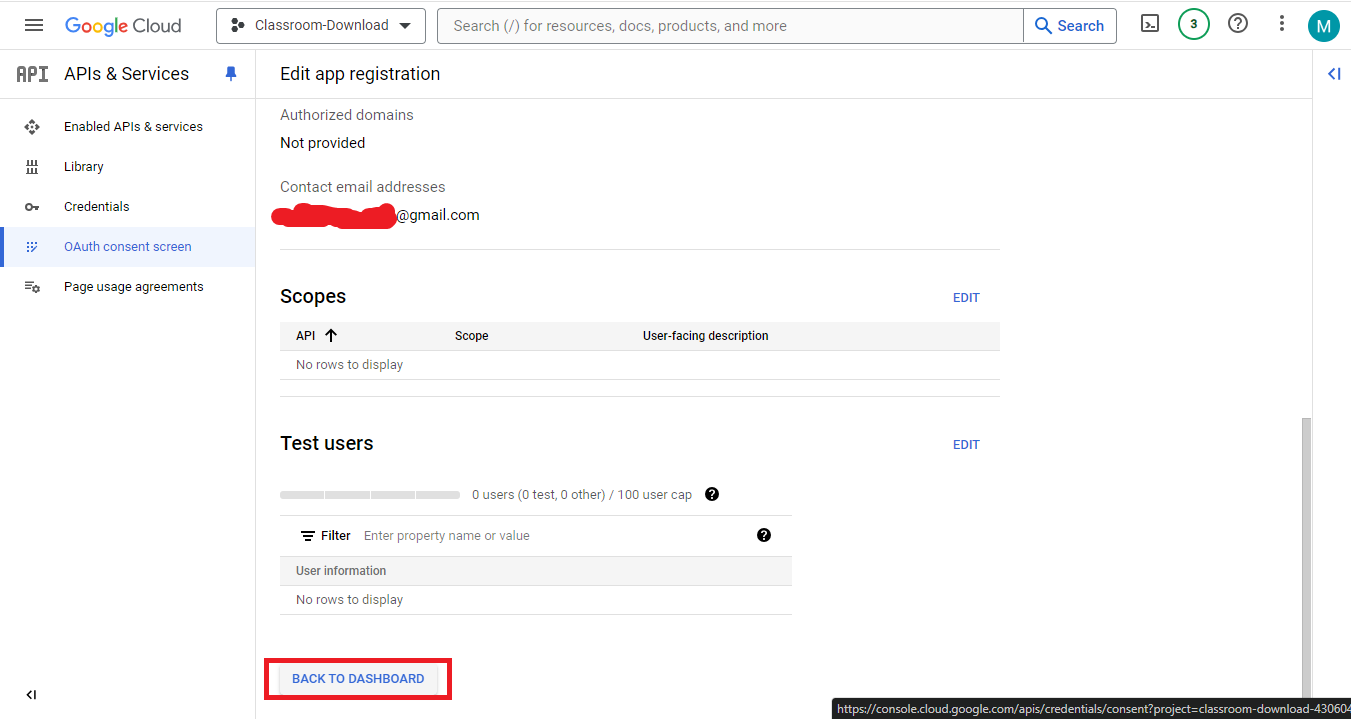 Google Cloud
Classroom-Download
Search (/) for resources, docs, products, and more
Search
3
M
API APIs & Services
Edit app registration
Enabled APIs & services
Library
Credentials
OAuth consent screen
Page usage agreements
Authorized domains
Not provided
Contact email addresses
@gmail.com
Scopes
EDIT
API Scope User-facing description
No rows to display
Test users
EDIT
0 users (0 test, 0 other) / 100 user cap
Filter Enter property name or value
User information
No rows to display
BACK TO DASHBOARD
https://console.cloud.google.com/apis/credentials/consent?project=classroom-download-430604